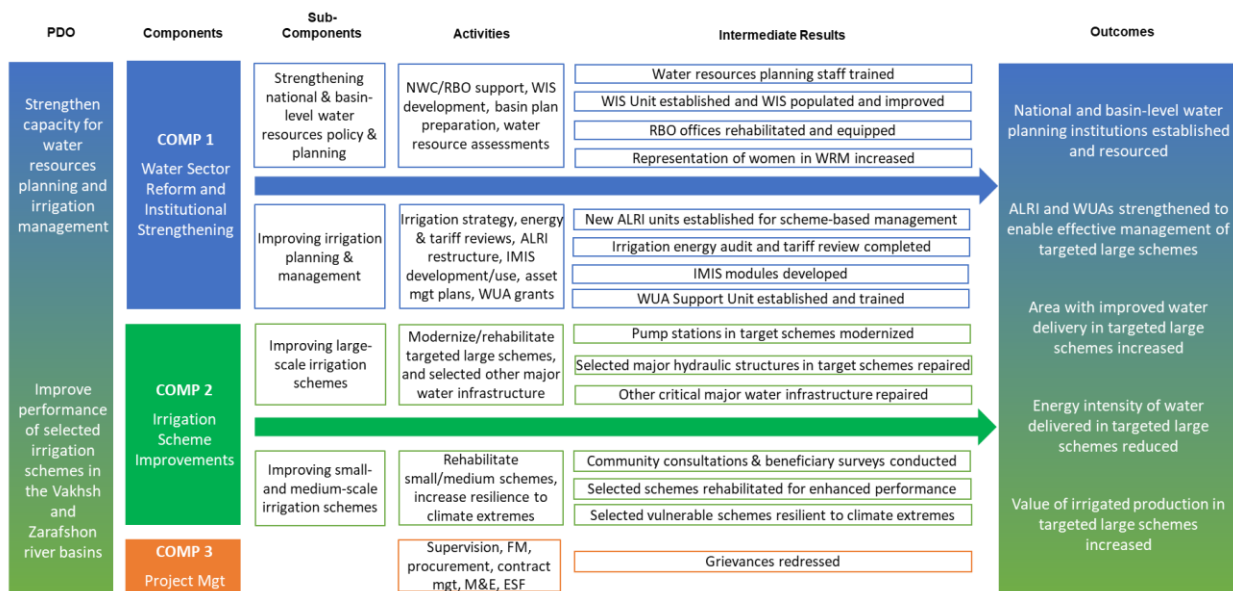 PDO
Components
Sub-
Components
Activities
Intermediate Results
Outcomes
Strengthen
capacity for
water
resources
planning and
irrigation
management
Improve
performance
of selected
irrigation
schemes in
the Vakhsh
and
Zarafshon
river basins
COMP 1
Water Sector
Reform and
Institutional
Strengthening
Strengthening
national & basin-
level water
resources policy &
planning
NWC/RBO support, WIS
development, basin plan
preparation, water
resource assessments
Water resources planning staff trained
WIS Unit established and WIS populated and improved
RBO offices rehabilitated and equipped
Representation of women in WRM increased
Improving irrigation
planning &
management
Irrigation strategy, energy
& tariff reviews, ALRI
restructure, IMIS
development/use, asset
mgt plans, WUA grants
New ALRI units established for scheme-based management
Irrigation energy audit and tariff review completed
IMIS modules developed
WUA Support Unit established and trained
COMP 2
Irrigation
Scheme
Improvements
Improving large-
scale irrigation
schemes
Modernize/rehabilitate
targeted large schemes,
and selected other major
water infrastructure
Pump stations in target schemes modernized
Selected major hydraulic structures in target schemes repaired
Other critical major water infrastructure repaired
Improving small-
and medium-scale
irrigation schemes
Rehabilitate
small/medium schemes,
increase resilience to
climate extremes
Community consultations & beneficiary surveys conducted
Selected schemes rehabilitated for enhanced performance
Selected vulnerable schemes resilient to climate extremes
COMP 3
Project Mgt
Supervision, FM,
procurement, contract
mgt, M&E, ESF
Grievances redressed
National and basin-level water
planning institutions established
and resourced
ALRI and WUAs strengthened to
enable effective management of
targeted large schemes
Area with improved water
delivery in targeted large
schemes increased
Energy intensity of water
delivered in targeted large
schemes reduced
Value of irrigated production in
targeted large schemes
increased